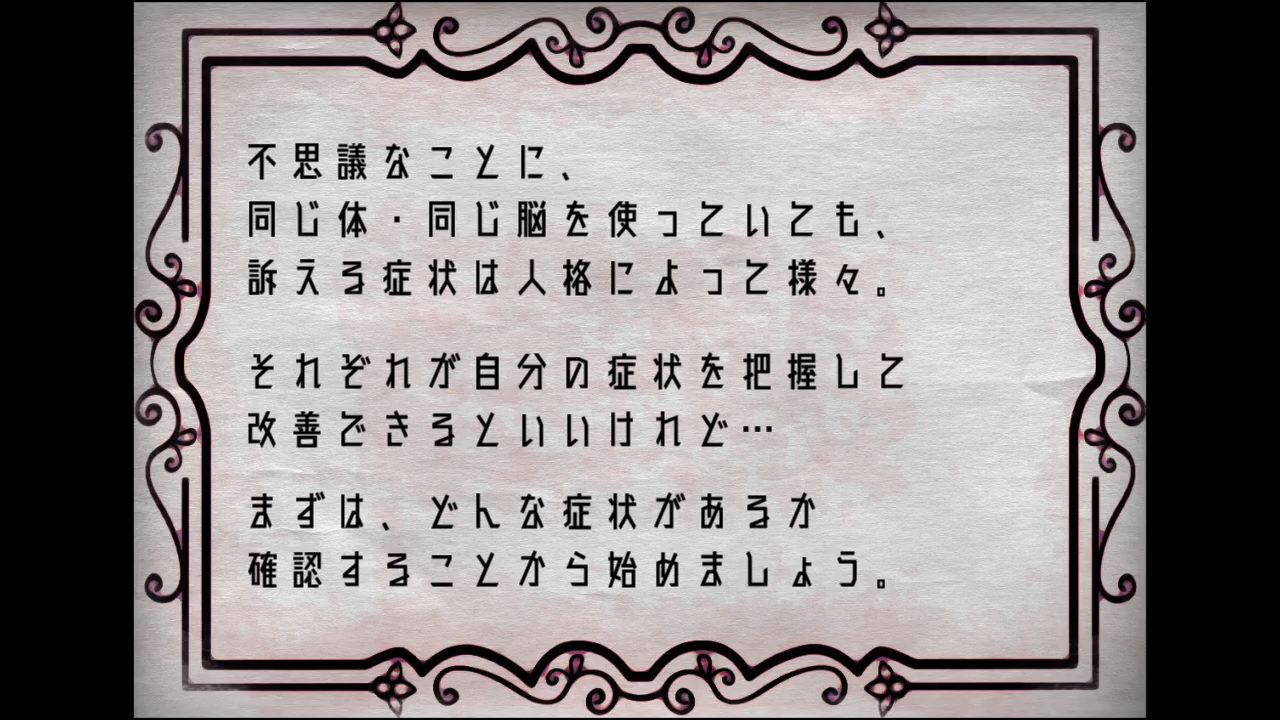 不思議なことに、
同じ体・同じ脳を使っていても、
訴える症状は人格によって様々。
それぞれが自分の症状を把握して
改善できるといいけれど…
まずは、どんな症状があるか
確認することから始めましょう。